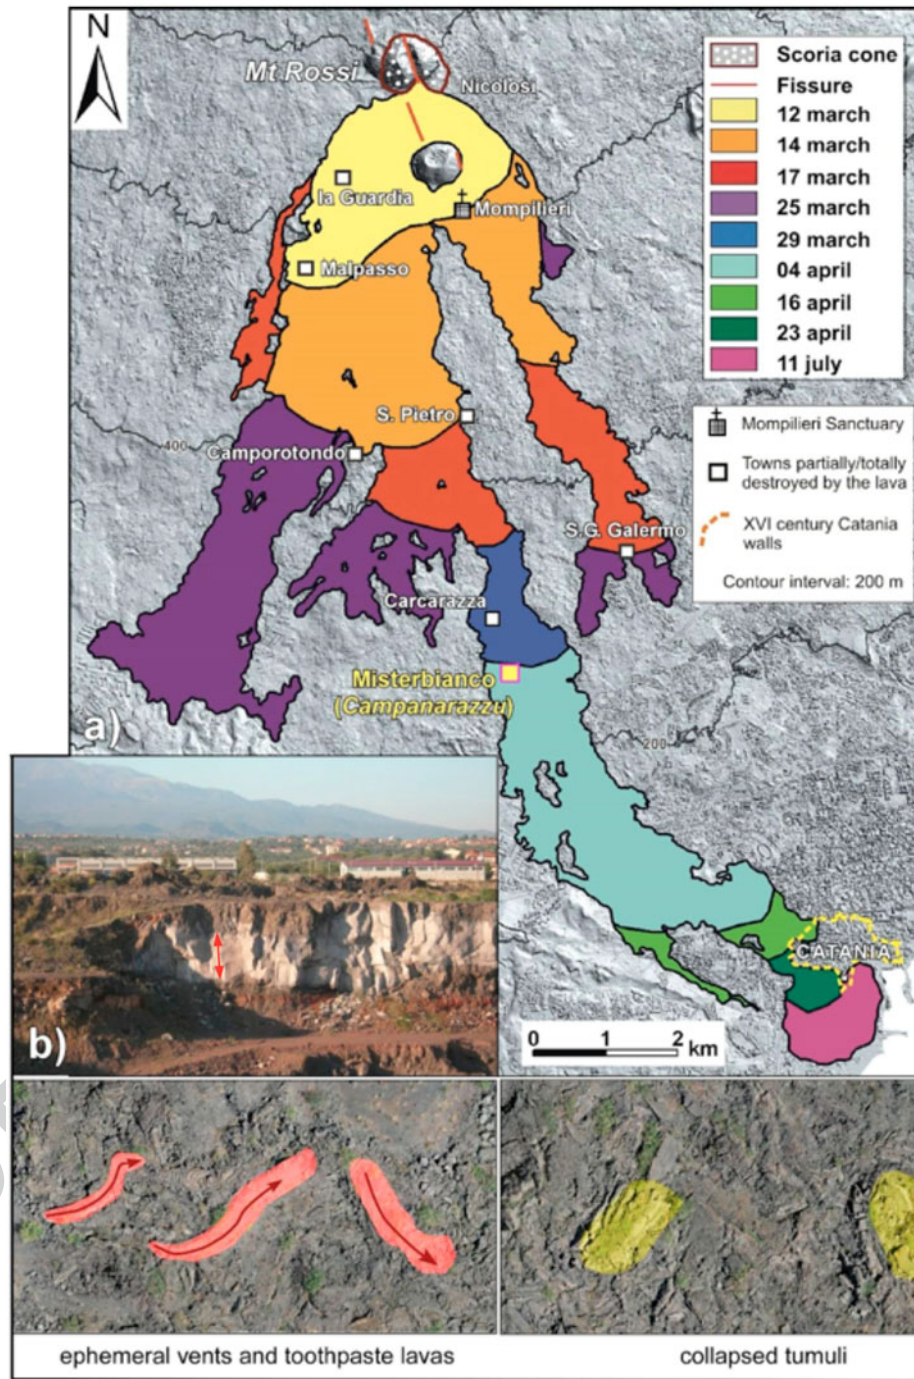 N
Mt Rossi
Nicolosi
la Guardia
Mompilieri
Malpasso
S. Pietro
400
Camporotondo
S.G. Galermo
Carcarazza
Misterbianco
(Campanarazzu)
200
CATANIA
a)
0 1 2
km
Scoria cone
Fissure
12 march
14 march
17 march
25 march
29 march
04 april
16 april
23 april
11 july
Mompilieri Sanctuary
Towns partially/totally
destroyed by the lava
XVI century Catania
walls
Contour interval: 200 m
b)
ephemeral vents and toothpaste lavas
collapsed tumuli